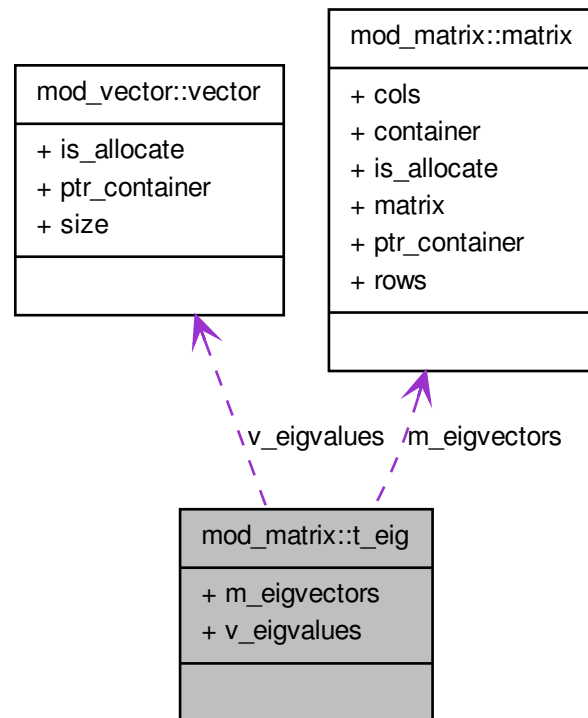 mod_vector::vector
+ is_allocate
+ ptr_container
+ size
mod_matrix::matrix
+ cols
+ container
+ is_allocate
+ matrix
+ ptr_container
+ rows
v_eigvalues
m_eigvectors
mod_matrix::t_eig
+ m_eigvectors
+ v_eigvalues